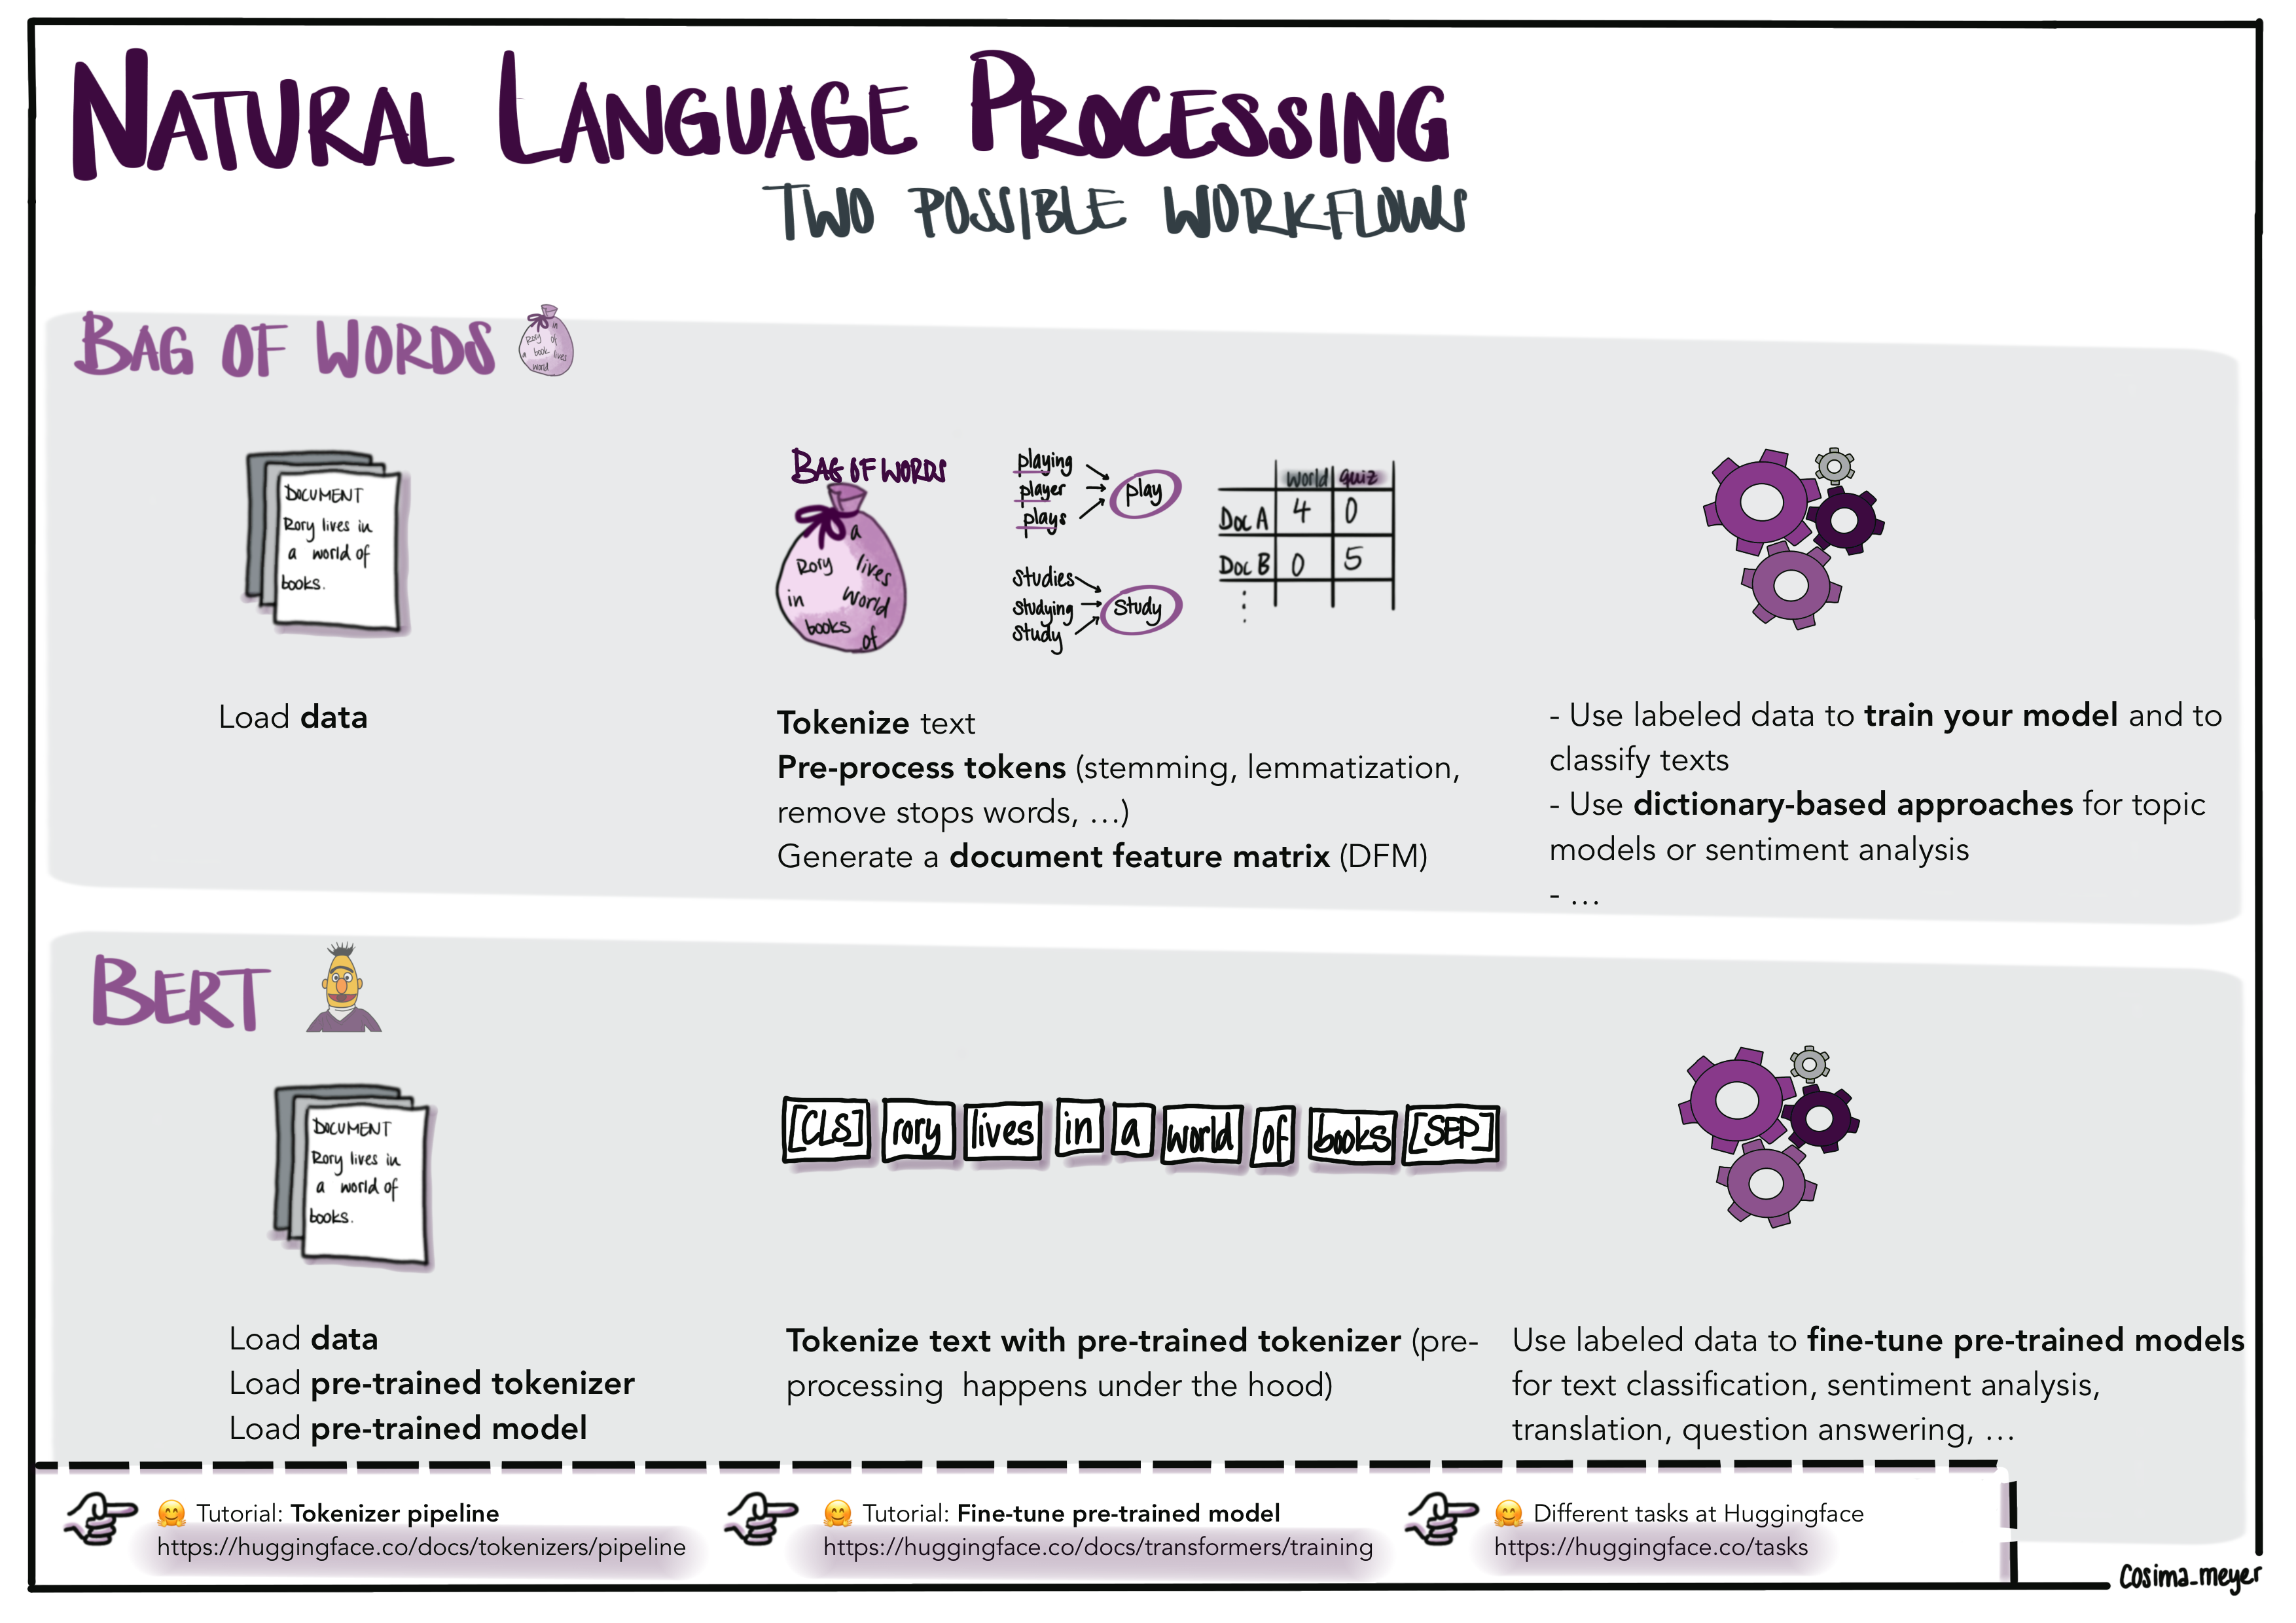 NATURAL LANGUAGE PROCESSING
TWO POSSIBLE WORKFLOWS
BAG OF WORDS
in
Rory of
a book lives
world
DOCUMENT
Rory lives in
a world of
books.
Load data
BAG OF WORDS
a
Rory lives
in world
books of
playing
player
plays
play
studies
studying
study
study
world quiz
Doc A 4 0
Doc B 0 5
⋮
Tokenize text
Pre-process tokens (stemming, lemmatization,
remove stops words, …)
Generate a document feature matrix (DFM)
- Use labeled data to train your model and to
classify texts
- Use dictionary-based approaches for topic
models or sentiment analysis
- …
BERT
DOCUMENT
Rory lives in
a world of
books.
Load data
Load pre-trained tokenizer
Load pre-trained model
[CLS] rory lives in a world of books [SEP]
Tokenize text with pre-trained tokenizer (pre-
processing happens under the hood)
Use labeled data to fine-tune pre-trained models
for text classification, sentiment analysis,
translation, question answering, …
🤗 Tutorial: Tokenizer pipeline
https://huggingface.co/docs/tokenizers/pipeline
🤗 Tutorial: Fine-tune pre-trained model
https://huggingface.co/docs/transformers/training
🤗 Different tasks at Huggingface
https://huggingface.co/tasks
cosima_meyer